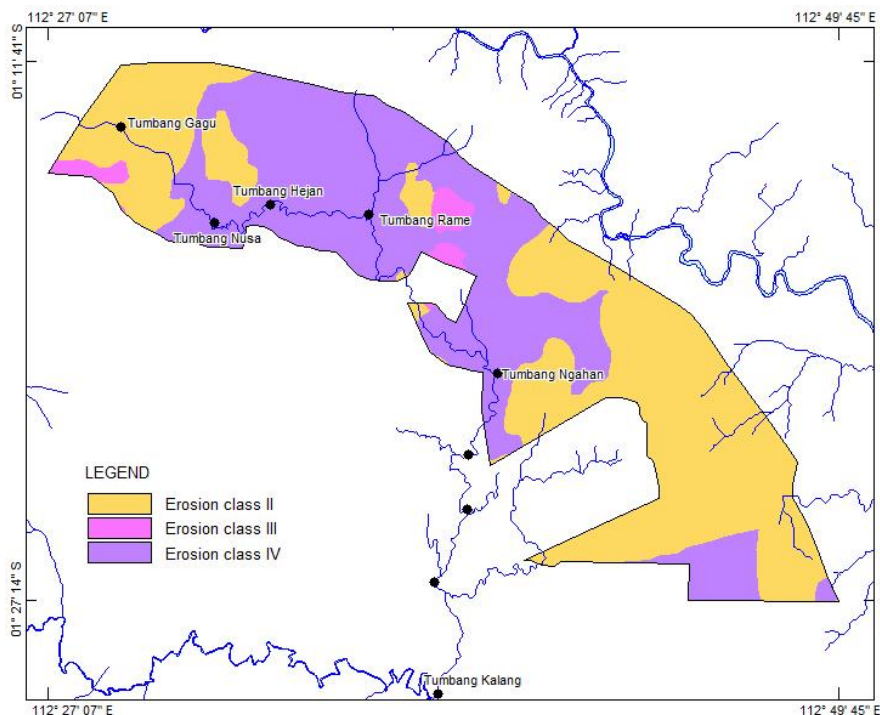 112° 27' 07" E
112° 49' 45" E
01° 11' 41" S
Tumbang Gagu
Tumbang Hejan
Tumbang Rame
Tumbang Nusa
Tumbang Ngahan
LEGEND
Erosion class II
Erosion class III
Erosion class IV
01° 27' 14" S
Tumbang Kalang
112° 27' 07" E
112° 49' 45" E